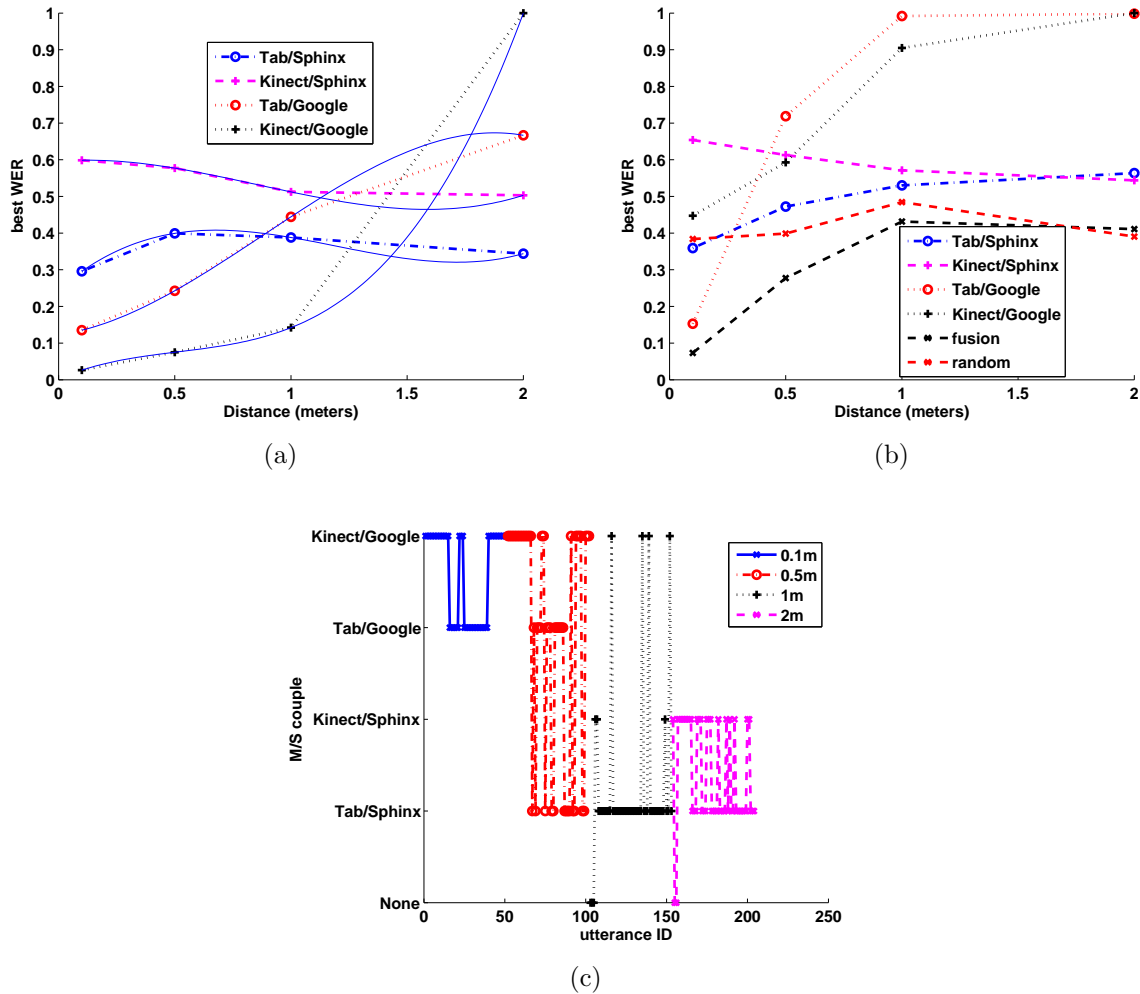 1
0.9
0.8
0.7
0.6
0.5
0.4
0.3
0.2
0.1
0
best WER
Tab/Sphinx
Kinect/Sphinx
Tab/Google
Kinect/Google
0 0.5 1 1.5 2
Distance (meters)
(a)
1
0.9
0.8
0.7
0.6
0.5
0.4
0.3
0.2
0.1
0
best WER
Tab/Sphinx
Kinect/Sphinx
Tab/Google
Kinect/Google
fusion
random
0 0.5 1 1.5 2
Distance (meters)
(b)
Kinect/Google
Tab/Google
Kinect/Sphinx
Tab/Sphinx
None
M/S couple
0.1m
0.5m
1m
2m
0 50 100 150 200 250
utterance ID
(c)